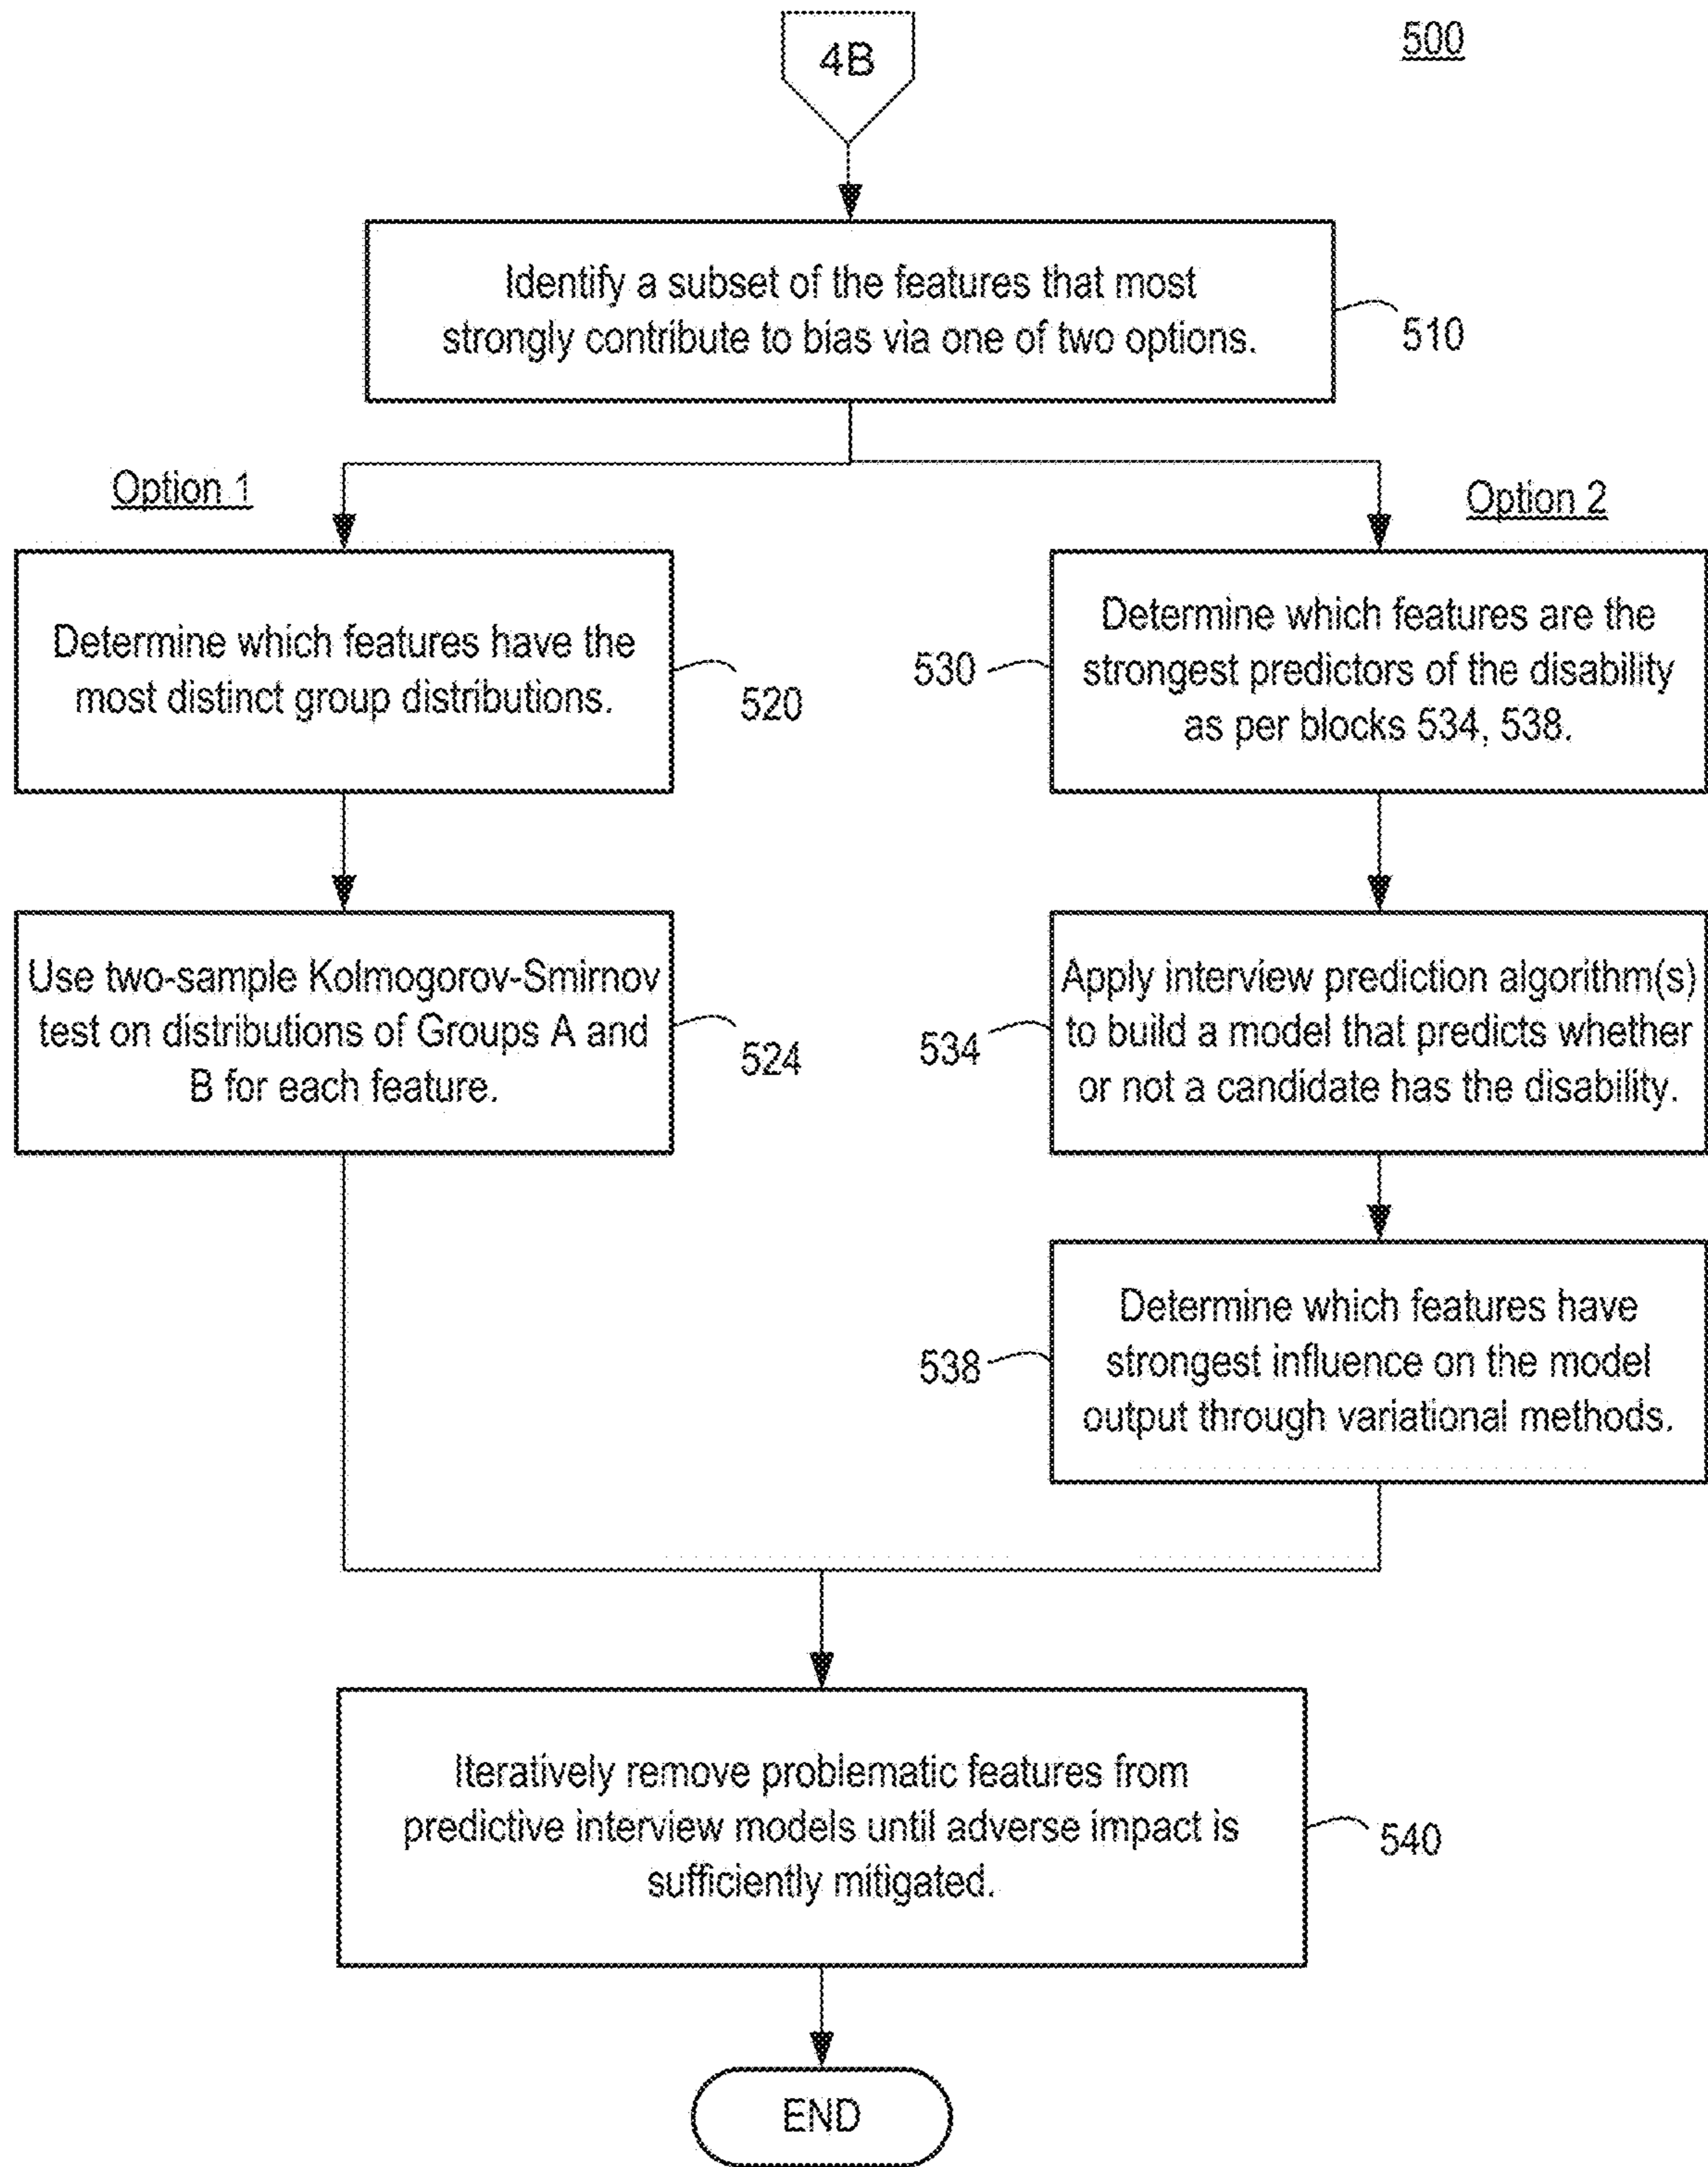 4B
500
Identify a subset of the features that most
strongly contribute to bias via one of two options.
510
Option 1
Option 2
Determine which features have the
most distinct group distributions.
520
530
Determine which features are the
strongest predictors of the disability
as per blocks 534, 538.
Use two-sample Kolmogorov-Smirnov
test on distributions of Groups A and
B for each feature.
524
534
Apply interview prediction algorithm(s)
to build a model that predicts whether
or not a candidate has the disability.
538
Determine which features have
strongest influence on the model
output through variational methods.
Iteratively remove problematic features from
predictive interview models until adverse impact is
sufficiently mitigated.
540
END